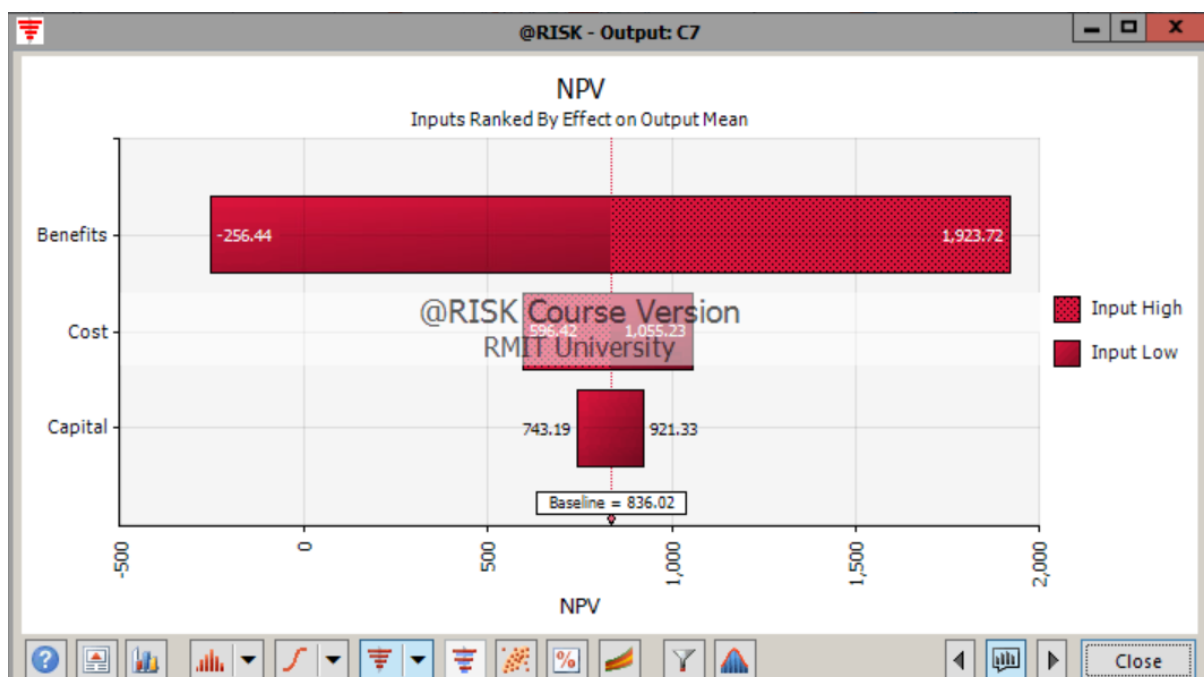 @RISK - Output: C7
NPV
Inputs Ranked By Effect on Output Mean
Benefits
-256.44
1,923.72
@RISK Course Version
Cost
596.42
1,055.23
RMIT University
Input High
Input Low
Capital
743.19
921.33
Baseline = 836.02
-500
0
500
1,000
1,500
2,000
NPV
?
%
Close